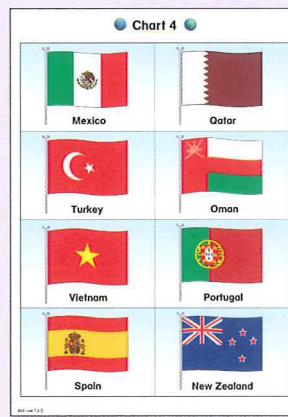 Chart 4
Mexico
Qatar
Turkey
Oman
Vietnam
Portugal
Spain
New Zealand